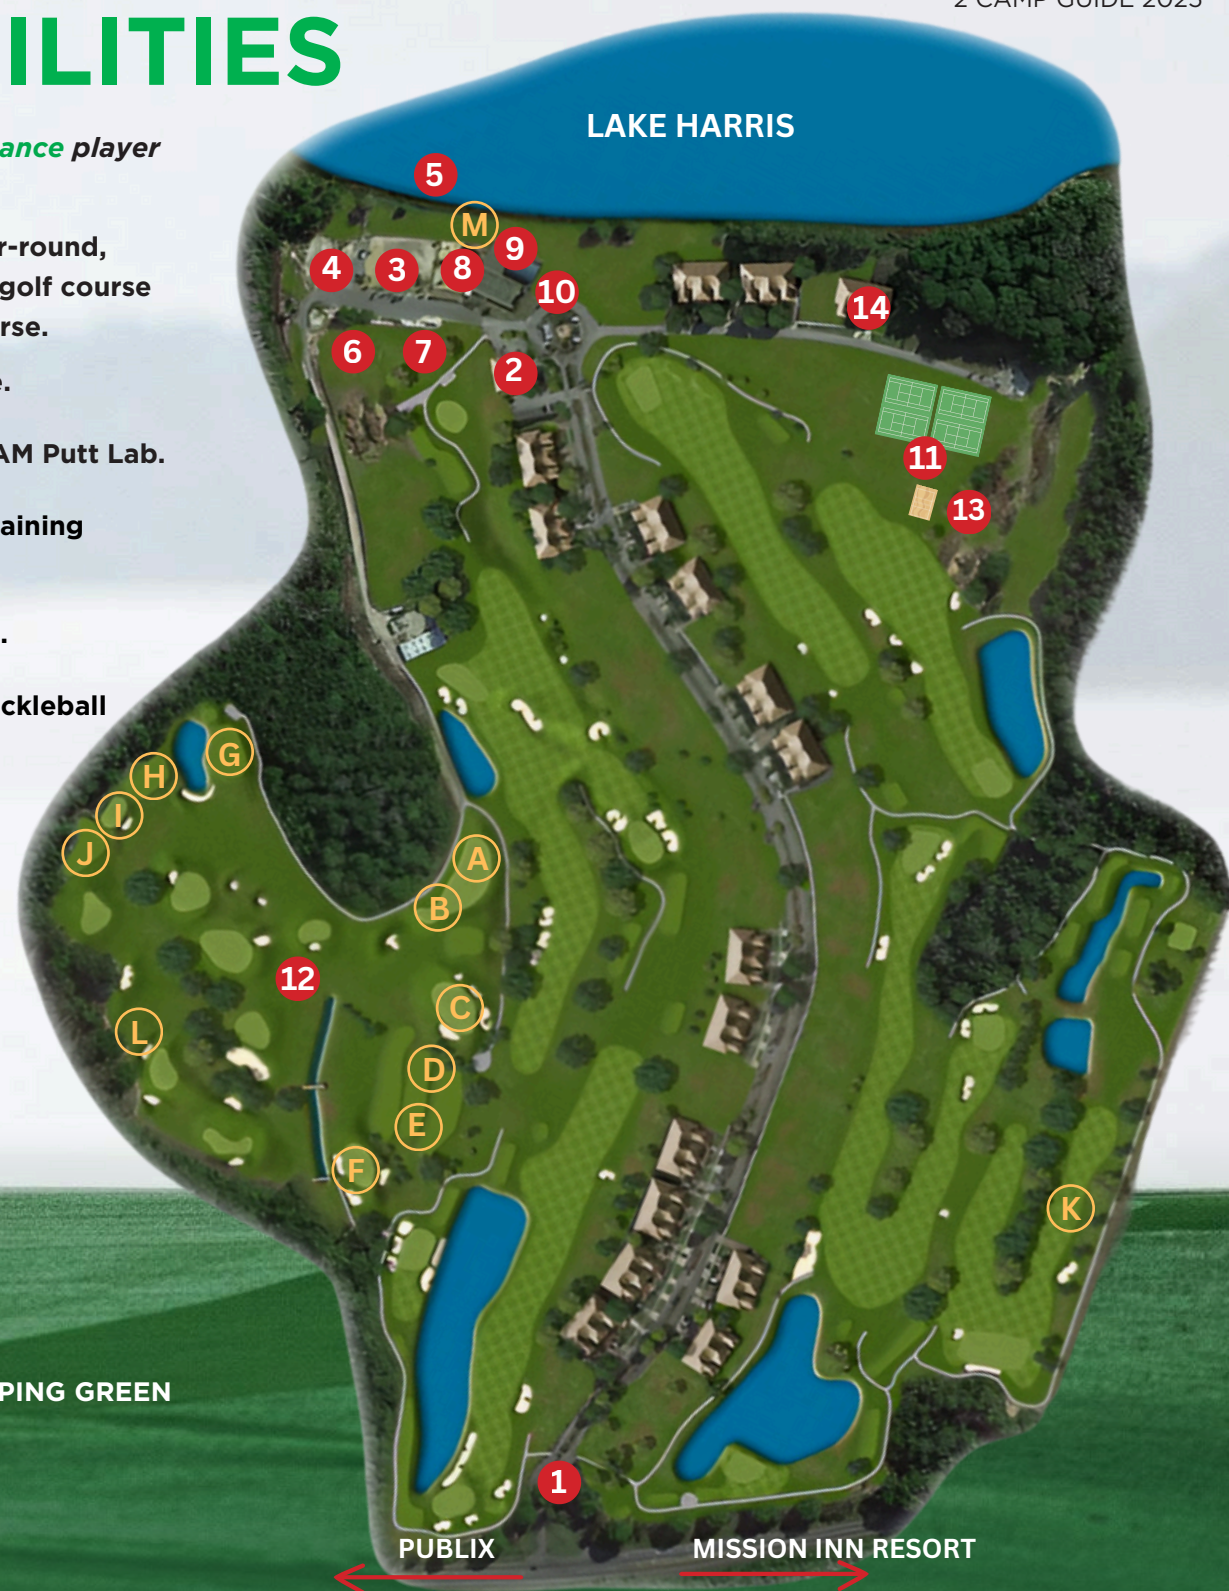 2 CAMP GUIDE 2023
ILITIES
ance player
r-round,
golf course
rse.
e.
AM Putt Lab.
aining
.
ckleball
LAKE HARRIS
5
M
9
4
3
8
10
14
6
7
2
11
13
G
H
I
J
A
B
12
C
L
D
E
F
K
PING GREEN
1
PUBLIX
MISSION INN RESORT